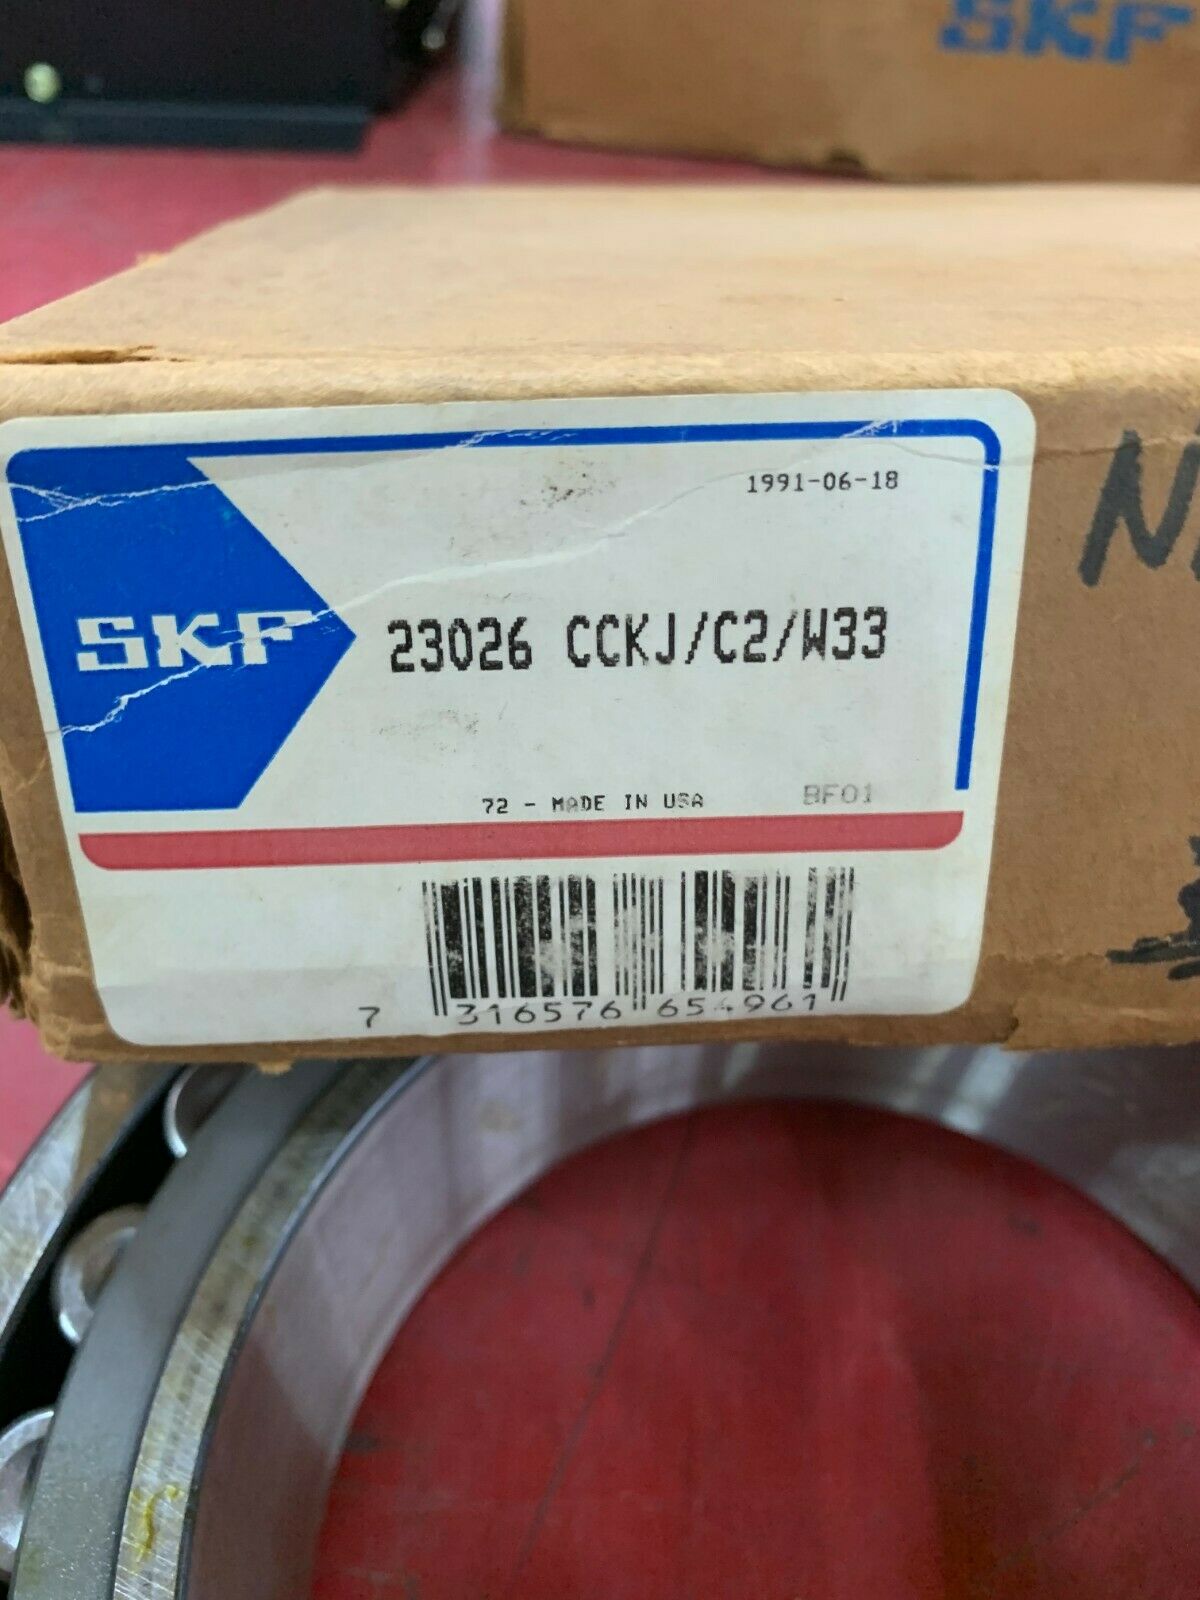 SKF
1991-06-18
SKF
23026 CCKJ/C2/W33
72 - MADE IN USA
BF01
7 316576 654961